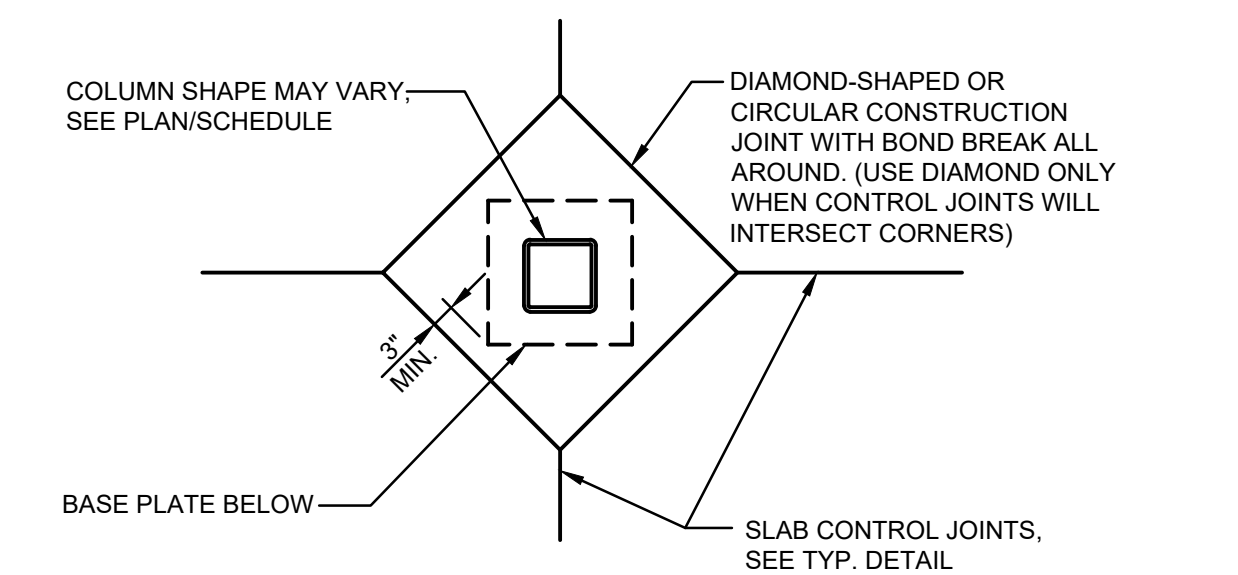 COLUMN SHAPE MAY VARY,
SEE PLAN/SCHEDULE
DIAMOND-SHAPED OR
CIRCULAR CONSTRUCTION
JOINT WITH BOND BREAK ALL
AROUND. (USE DIAMOND ONLY
WHEN CONTROL JOINTS WILL
INTERSECT CORNERS)
3"
MIN.
BASE PLATE BELOW
SLAB CONTROL JOINTS,
SEE TYP. DETAIL